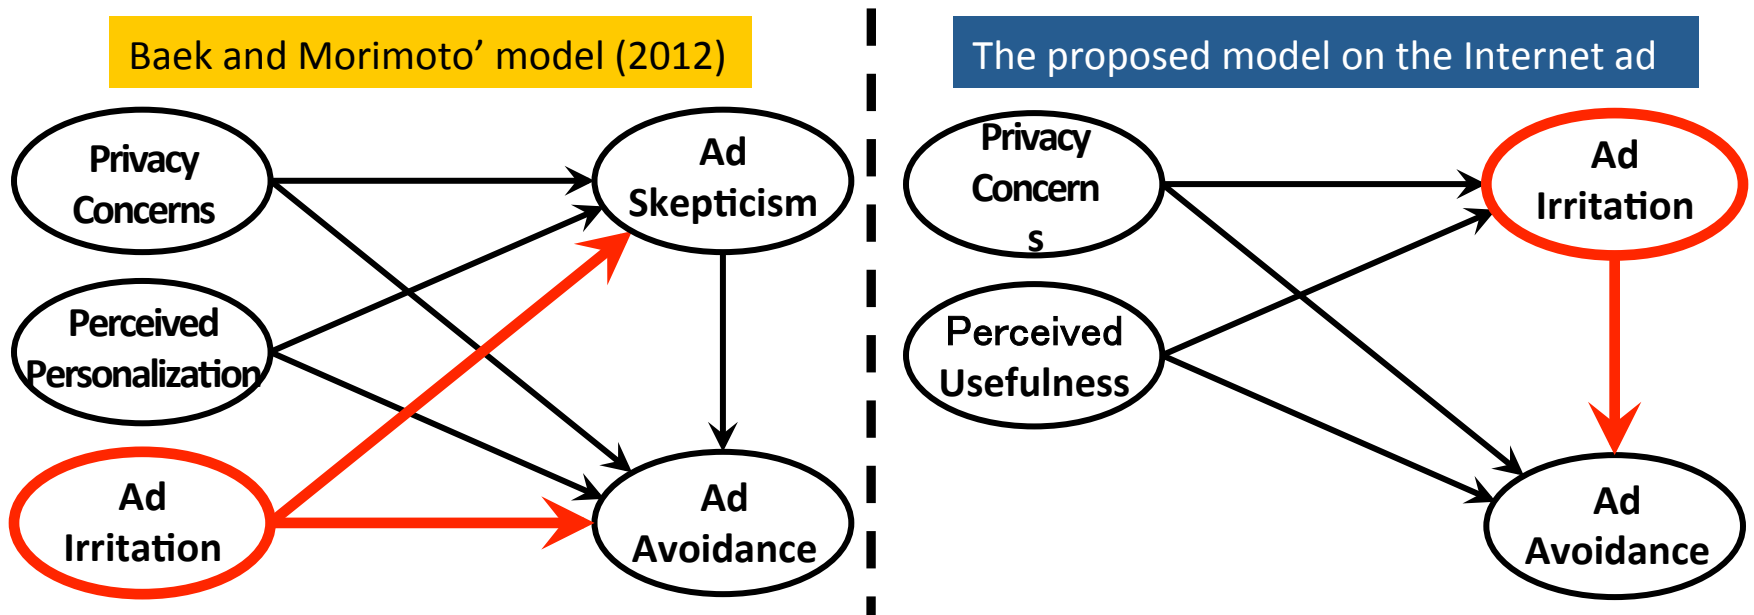 Baek and Morimoto’ model (2012)
Privacy
Concerns
Ad
Skepticism
Perceived
Personalization
Ad
Irritation
Ad
Avoidance
The proposed model on the Internet ad
Privacy
Concern
s
Ad
Irritation
Perceived
Usefulness
Ad
Avoidance